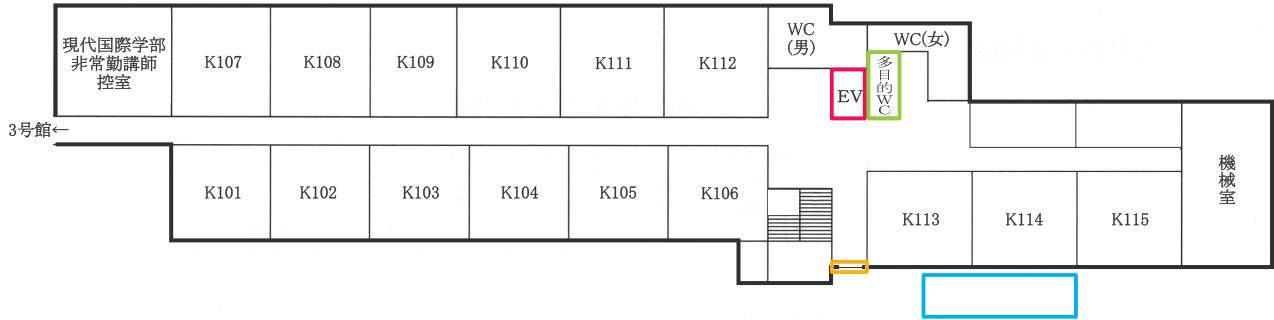 現代国際学部
非常勤講師
控室
K107
K108
K109
K110
K111
K112
WC
(男)
WC(女)
EV
多目的WC
3号館←
K101
K102
K103
K104
K105
K106
K113
K114
K115
機械室